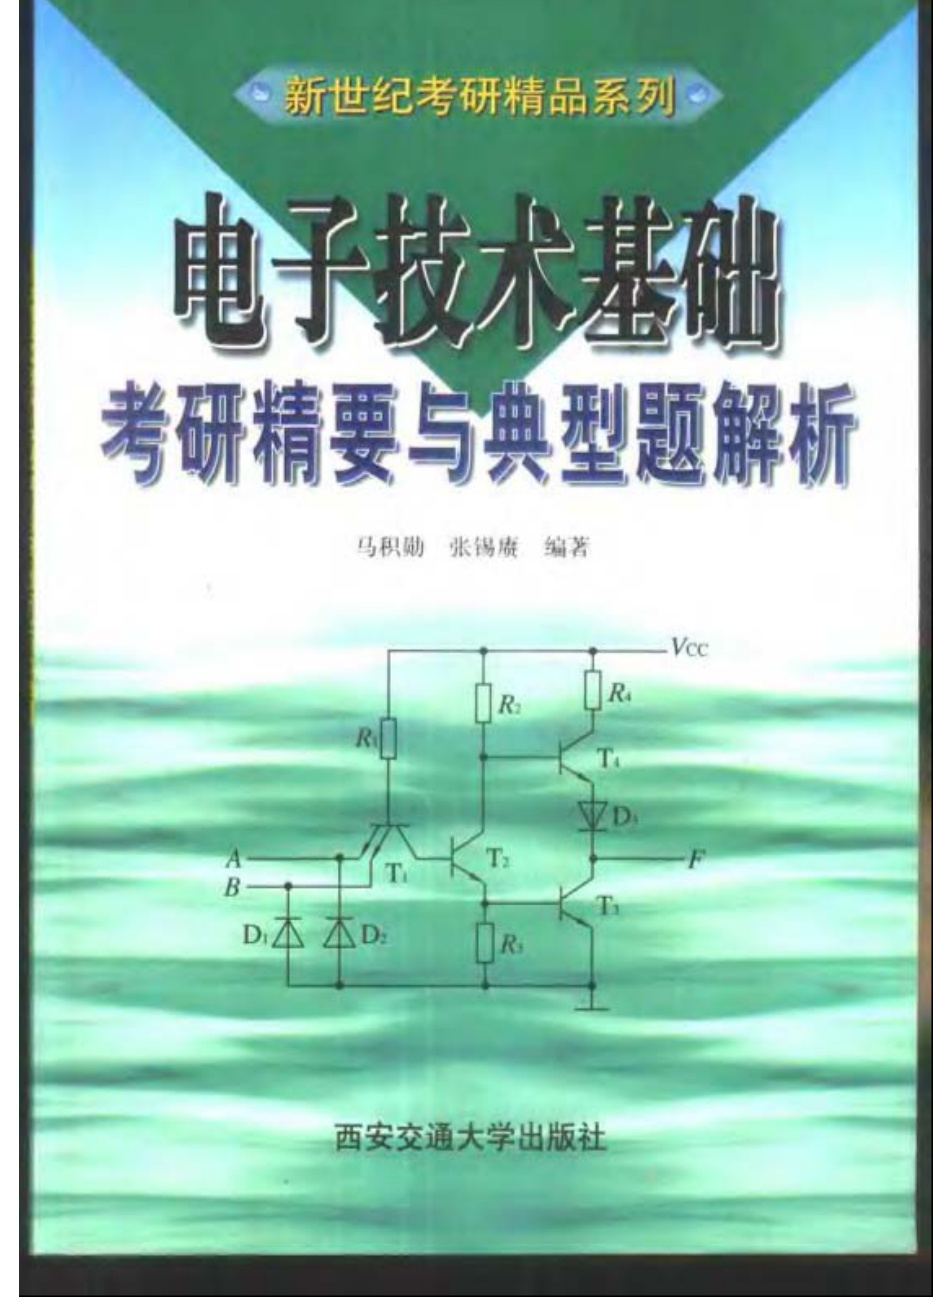 新世纪考研精品系列
电子技术基础
考研精要与典型题解析
马积勋 张锡赓 编著
VCC
R2 R4
R1
T4
D3
A
T1 T2 F
B
T3
D1 D2
R3
西安交通大学出版社